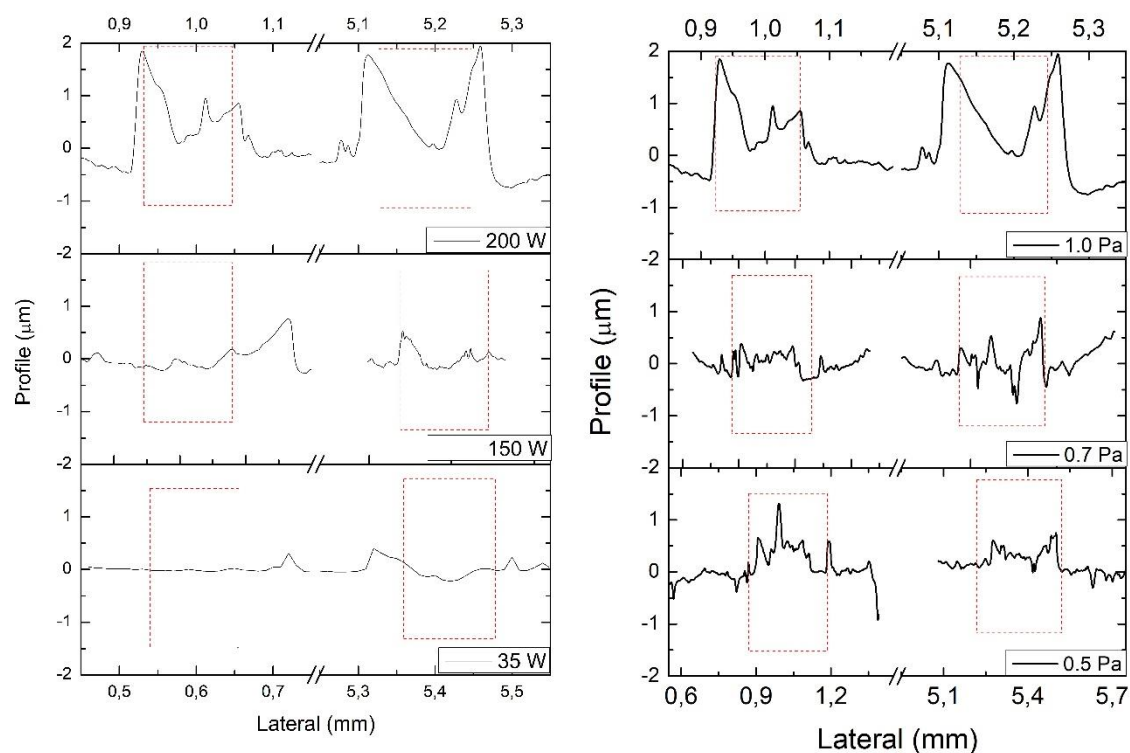 0,9 1,0 1,1 5,1 5,2 5,3
2
1
0
-1
2
200 W
1
0
-1
2
150 W
1
0
-1
-2
35 W
0,5 0,6 0,7 5,3 5,4 5,5
Lateral (mm)
Profile (μm)
0,9 1,0 1,1 5,1 5,2 5,3
2
1
0
-1
-2
1.0 Pa
1
0
-1
-2
0.7 Pa
1
0
-1
-2
0.5 Pa
0,6 0,9 1,2 5,1 5,4 5,7
Lateral (mm)
Profile (μm)